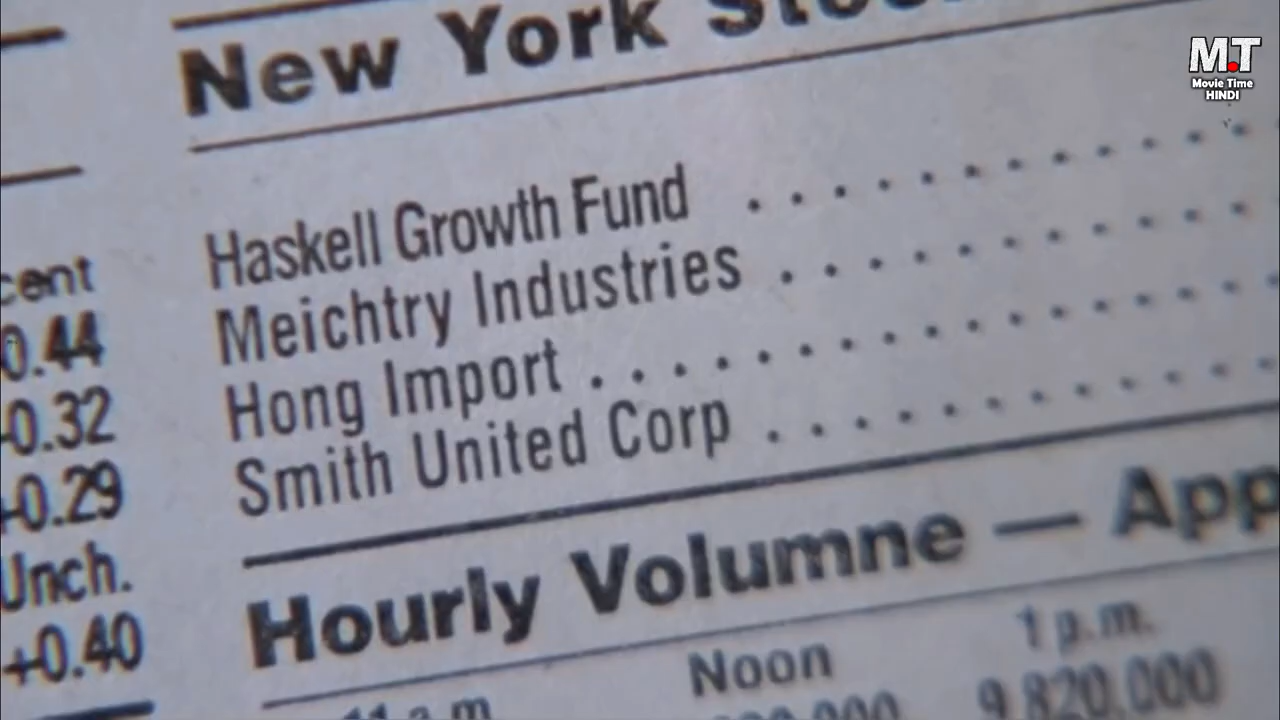 New York
M.T
Movie Time
HINDI
Haskell Growth Fund . . . . . . . . . . . .
Meichtry Industries . . . . . . . . . . .
Hong Import . . . . . . . . . . . . . . . .
Smith United Corp . . . . . . . . . . . .
cent
0.44
-0.32
+0.29
Unch.
+0.40
Hourly Volumne —
Noon
1 p.m.
11 a.m
9,820,000